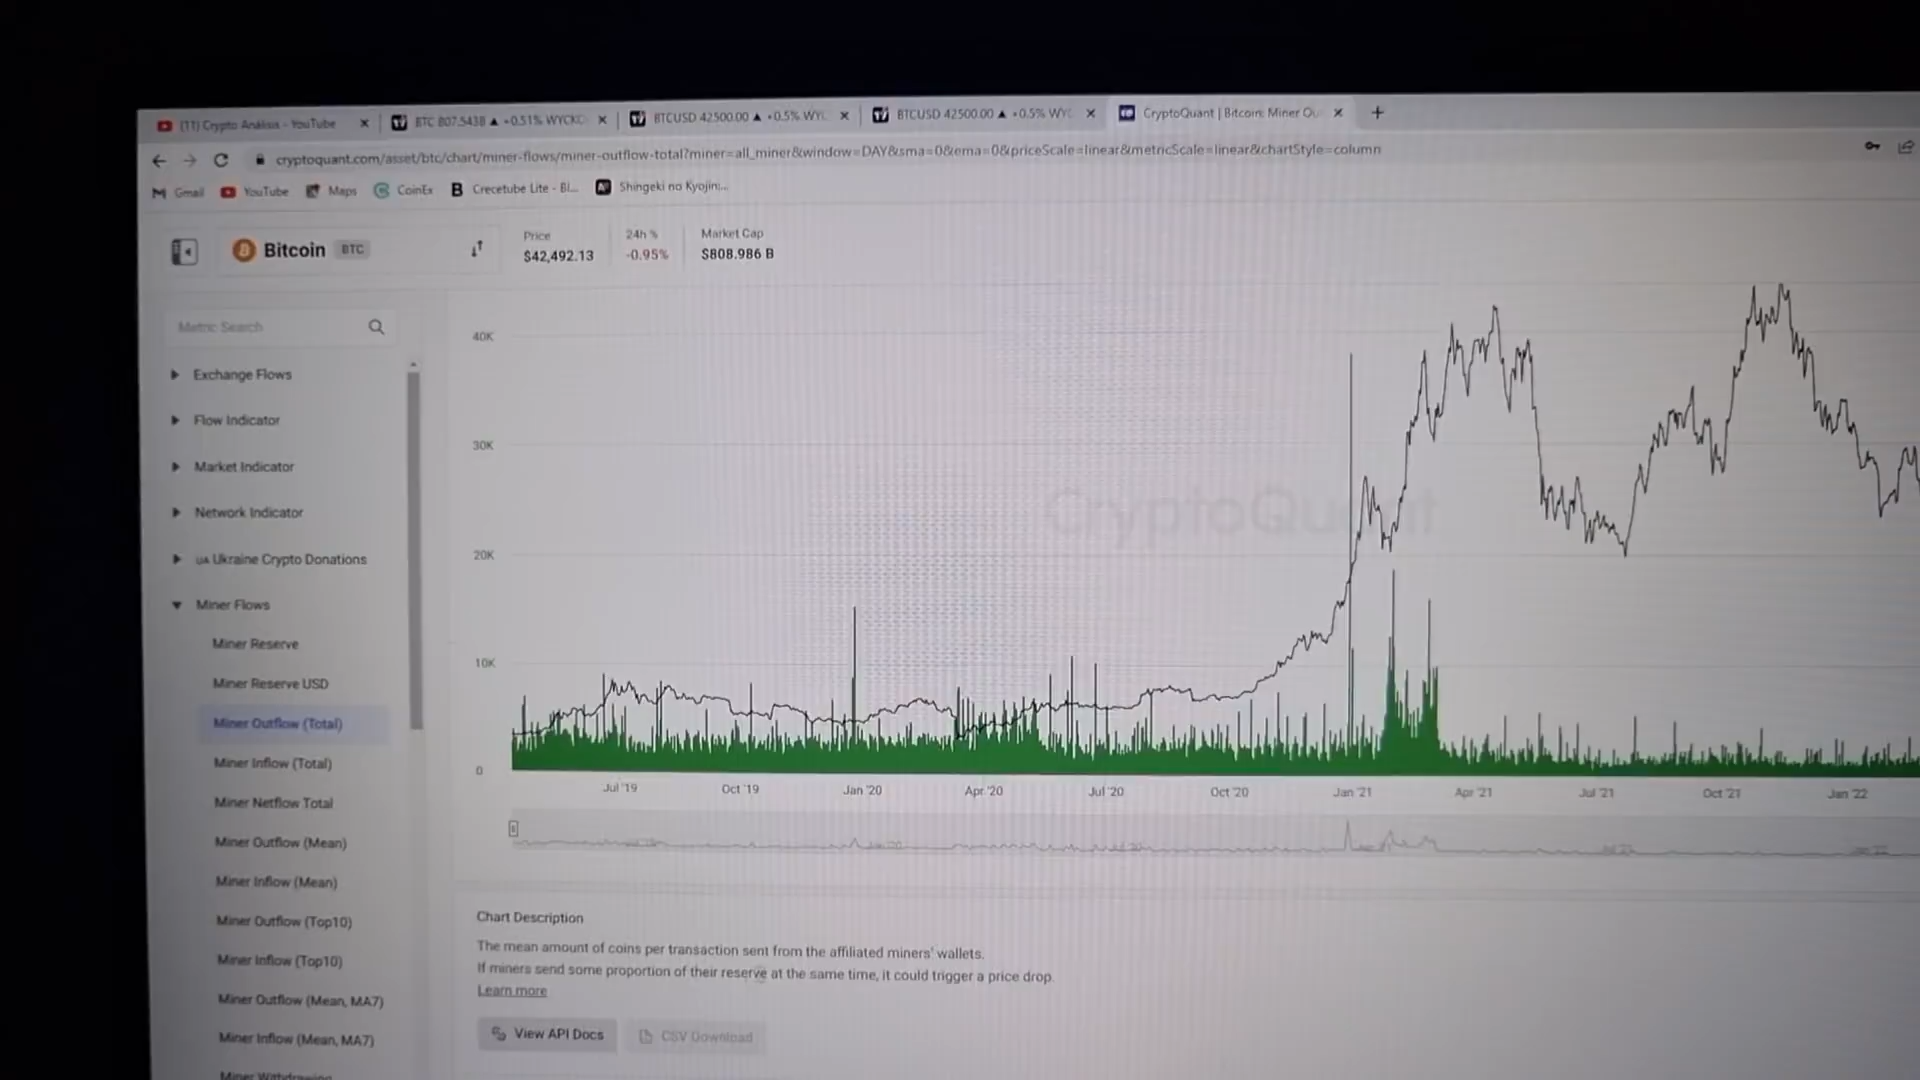 (11) Crypto Análisis - YouTube
BTC 807.543B ▲ +0.51% WYCKO
BTCUSD 42500.00 ▲ +0.5% WY
BTCUSD 42500.00 ▲ +0.5% WYC
CryptoQuant | Bitcoin: Miner Ou
cryptoquant.com/asset/btc/chart/miner-flows/miner-outflow-total?miner=all_miner&window=DAY&sma=0&ema=0&priceScale=linear&metricScale=linear&chartStyle=column
Gmail
YouTube
Maps
CoinEx
Crecetube Lite - Bl...
Shingeki no Kyojin:...
Bitcoin BTC
Price
$42,492.13
24h %
-0.95%
Market Cap
$808.986 B
Metric Search
Exchange Flows
Flow Indicator
Market Indicator
Network Indicator
UA Ukraine Crypto Donations
Miner Flows
Miner Reserve
Miner Reserve USD
Miner Outflow (Total)
Miner Inflow (Total)
Miner Netflow Total
Miner Outflow (Mean)
Miner Inflow (Mean)
Miner Outflow (Top10)
Miner Inflow (Top10)
Miner Outflow (Mean, MA7)
Miner Inflow (Mean, MA7)
40K
30K
20K
10K
0
CryptoQuant
Jul '19
Oct '19
Jan '20
Apr '20
Jul '20
Oct '20
Jan '21
Apr '21
Jul '21
Oct '21
Jan '22
Chart Description
The mean amount of coins per transaction sent from the affiliated miners' wallets.
If miners send some proportion of their reserve at the same time, it could trigger a price drop.
Learn more
View API Docs
CSV Download